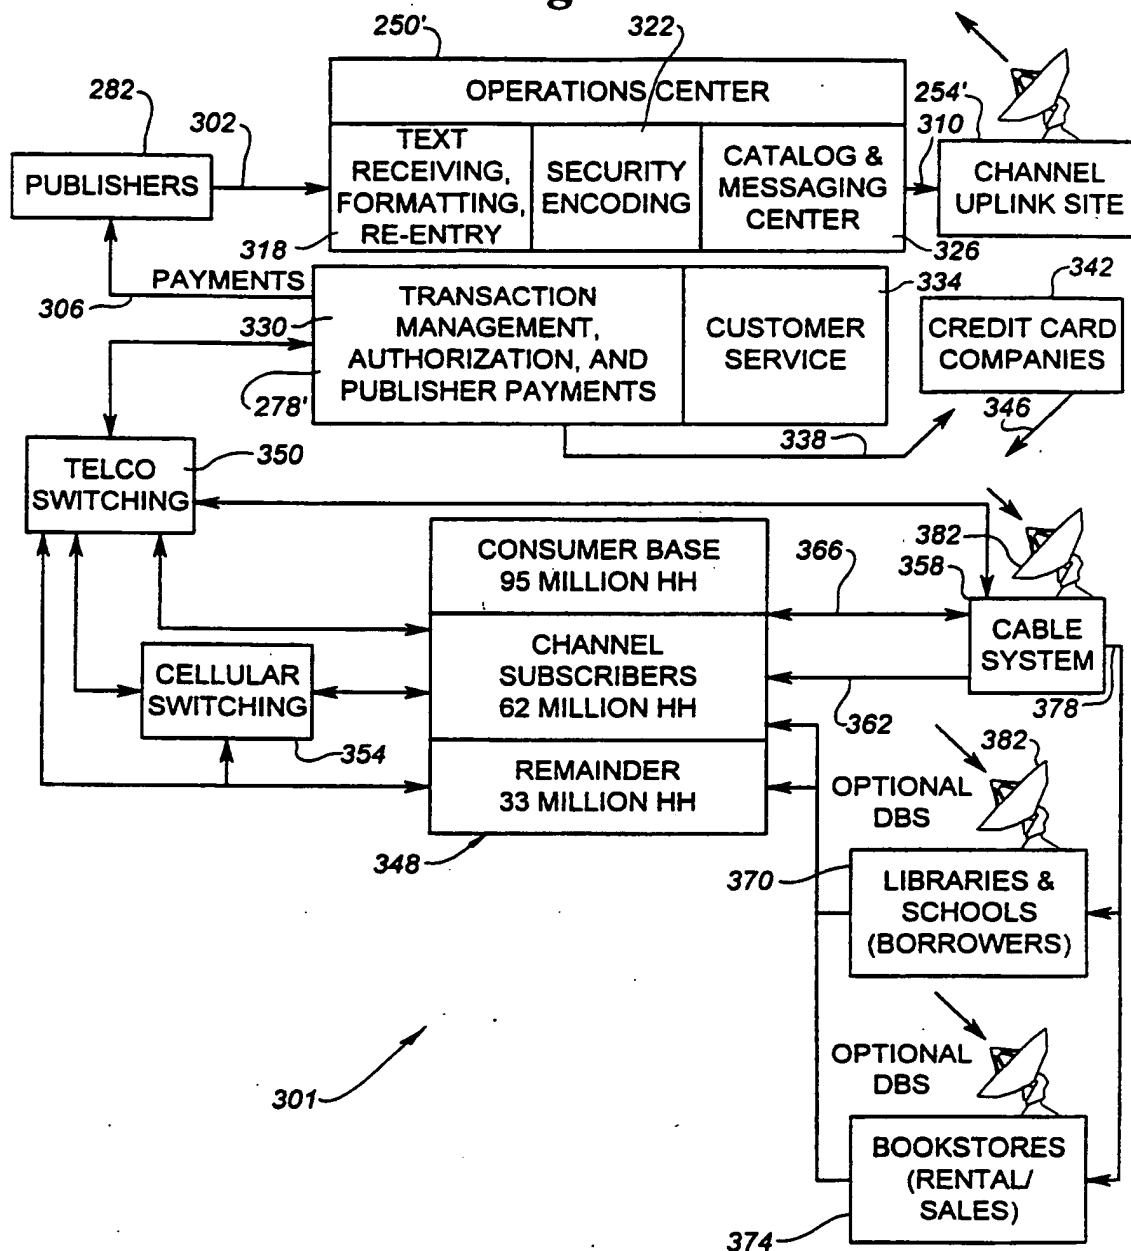 g
250'
322
282
302
OPERATIONS CENTER
254'
310
PUBLISHERS
TEXT
RECEIVING,
FORMATTING,
RE-ENTRY
318
SECURITY
ENCODING
CATALOG &
MESSAGING
CENTER
326
CHANNEL
UPLINK SITE
PAYMENTS
306
330
TRANSACTION
MANAGEMENT,
AUTHORIZATION, AND
PUBLISHER PAYMENTS
278'
334
CUSTOMER
SERVICE
342
CREDIT CARD
COMPANIES
346
338
350
TELCO
SWITCHING
CONSUMER BASE
95 MILLION HH
366
382
358
CHANNEL
SUBSCRIBERS
62 MILLION HH
CABLE
SYSTEM
378
362
CELLULAR
SWITCHING
354
REMAINDER
33 MILLION HH
348
382
OPTIONAL
DBS
370
LIBRARIES &
SCHOOLS
(BORROWERS)
OPTIONAL
DBS
301
BOOKSTORES
(RENTAL/
SALES)
374